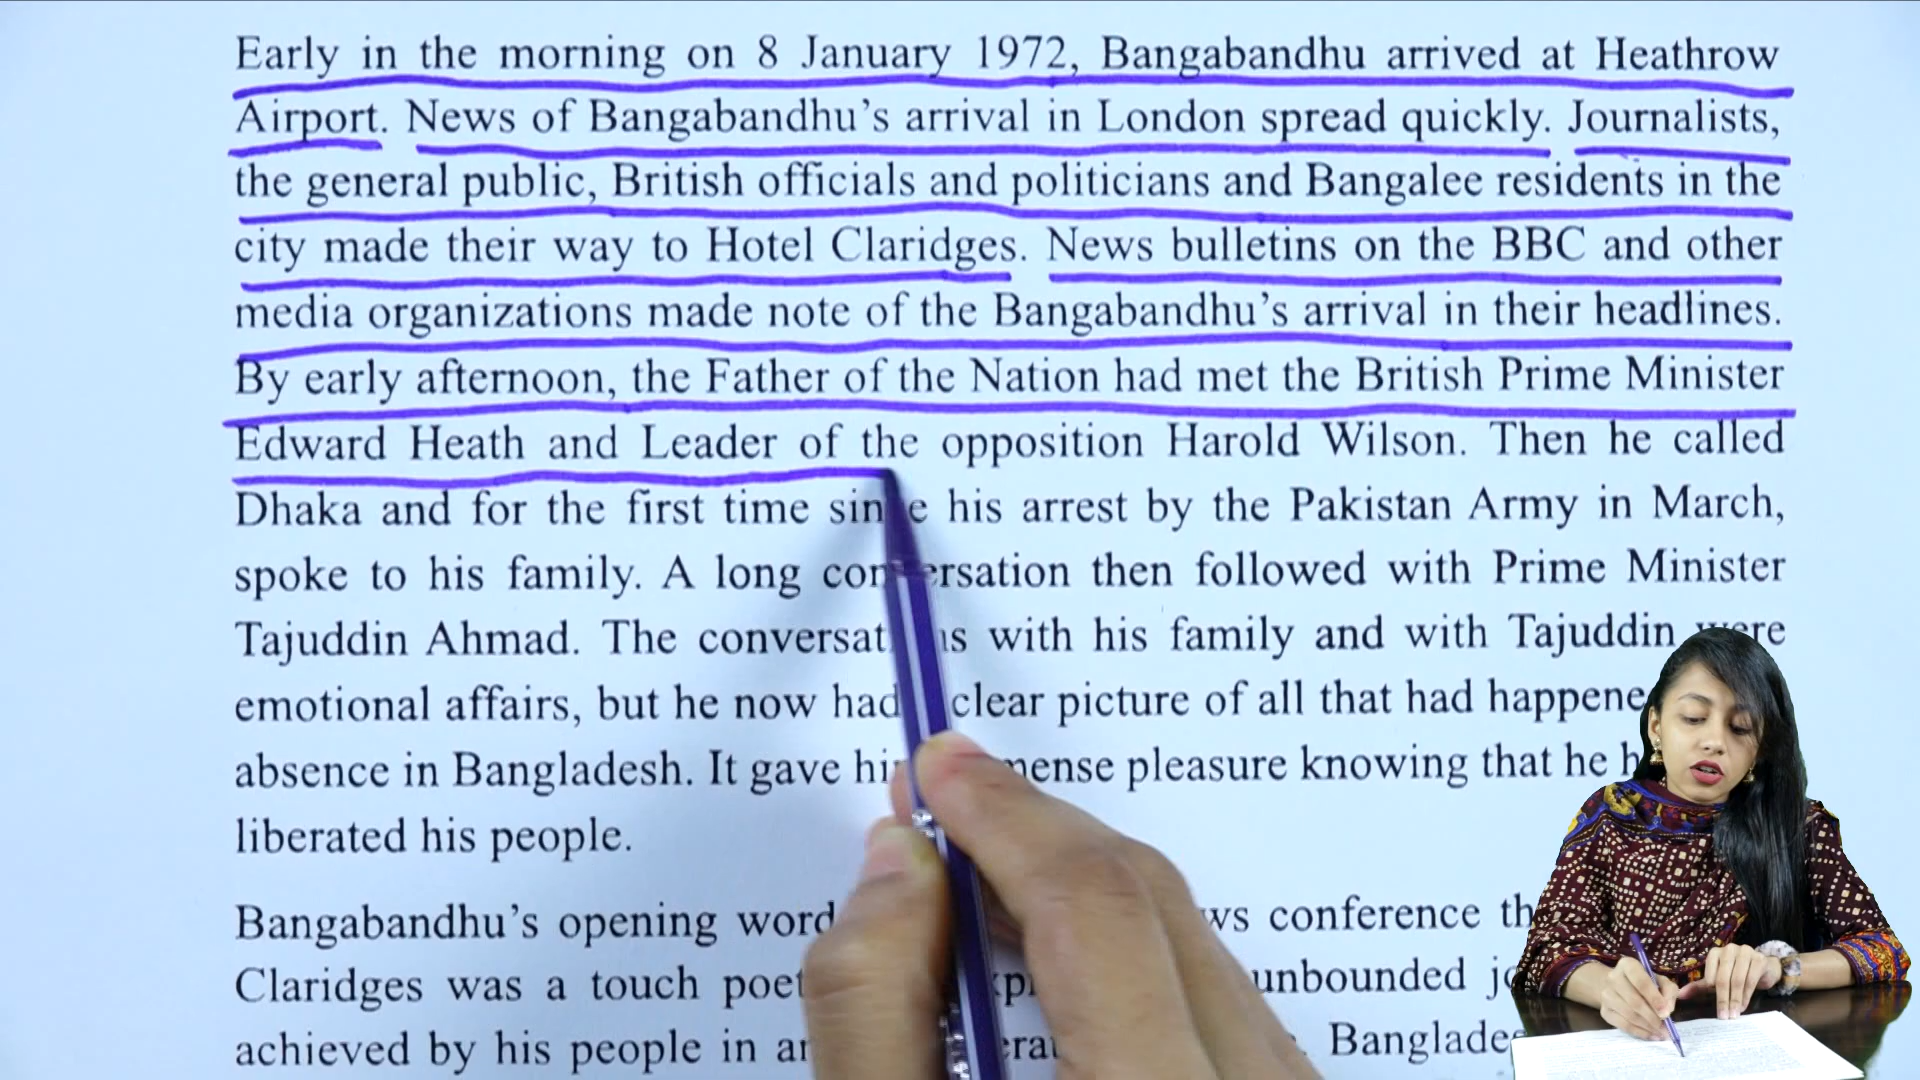 Early in the morning on 8 January 1972, Bangabandhu arrived at Heathrow
Airport. News of Bangabandhu’s arrival in London spread quickly. Journalists,
the general public, British officials and politicians and Bangalee residents in the
city made their way to Hotel Claridges. News bulletins on the BBC and other
media organizations made note of the Bangabandhu’s arrival in their headlines.
By early afternoon, the Father of the Nation had met the British Prime Minister
Edward Heath and Leader of the opposition Harold Wilson. Then he called
Dhaka and for the first time since his arrest by the Pakistan Army in March,
spoke to his family. A long conversation then followed with Prime Minister
Tajuddin Ahmad. The conversations with his family and with Tajuddin were
emotional affairs, but he now had clear picture of all that had
absence in Bangladesh. It gave pleasure knowing that he
liberated his people.
Bangabandhu’s opening conference
Claridges was a touch unbounded
achieved by his people in